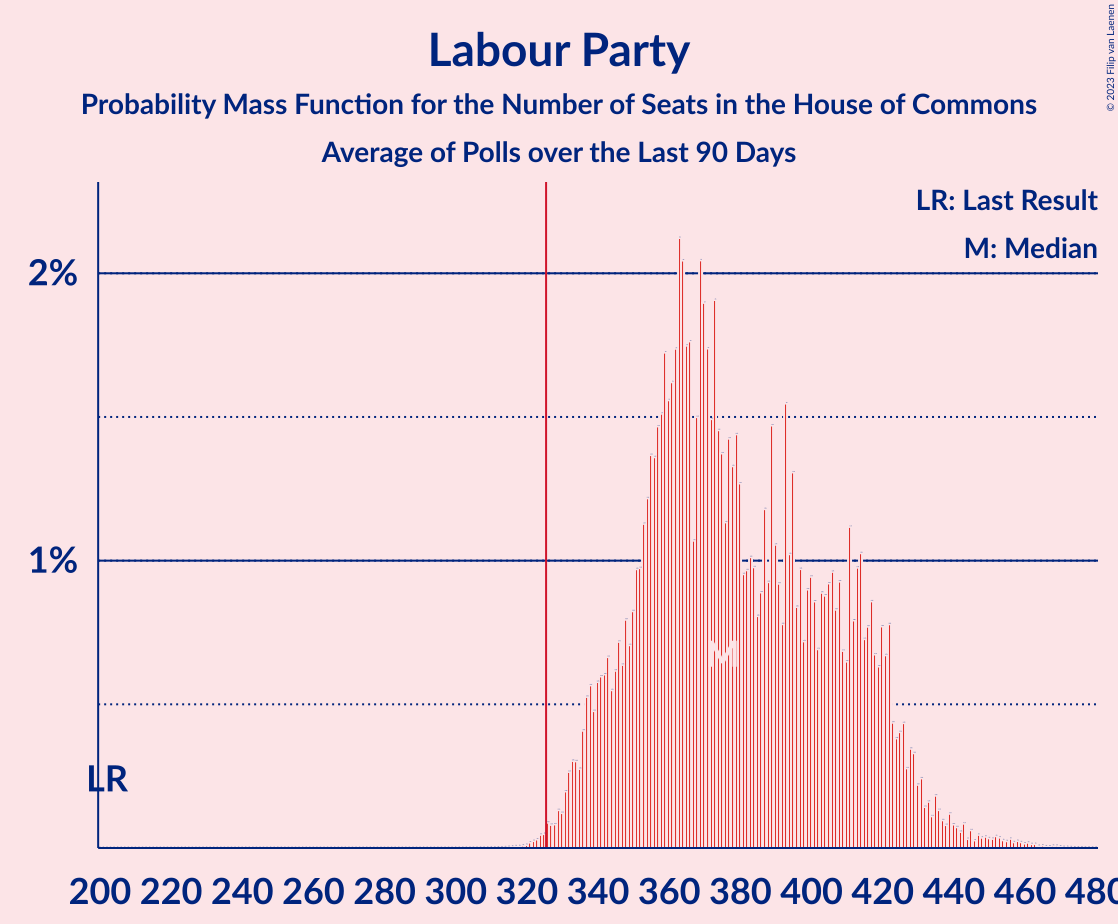 Labour Party
Probability Mass Function for the Number of Seats in the House of Commons
Average of Polls over the Last 90 Days
© 2023 Filip van Laenen
LR: Last Result
M: Median
2%
1%
M
LR
200 220 240 260 280 300 320 340 360 380 400 420 440 460 480